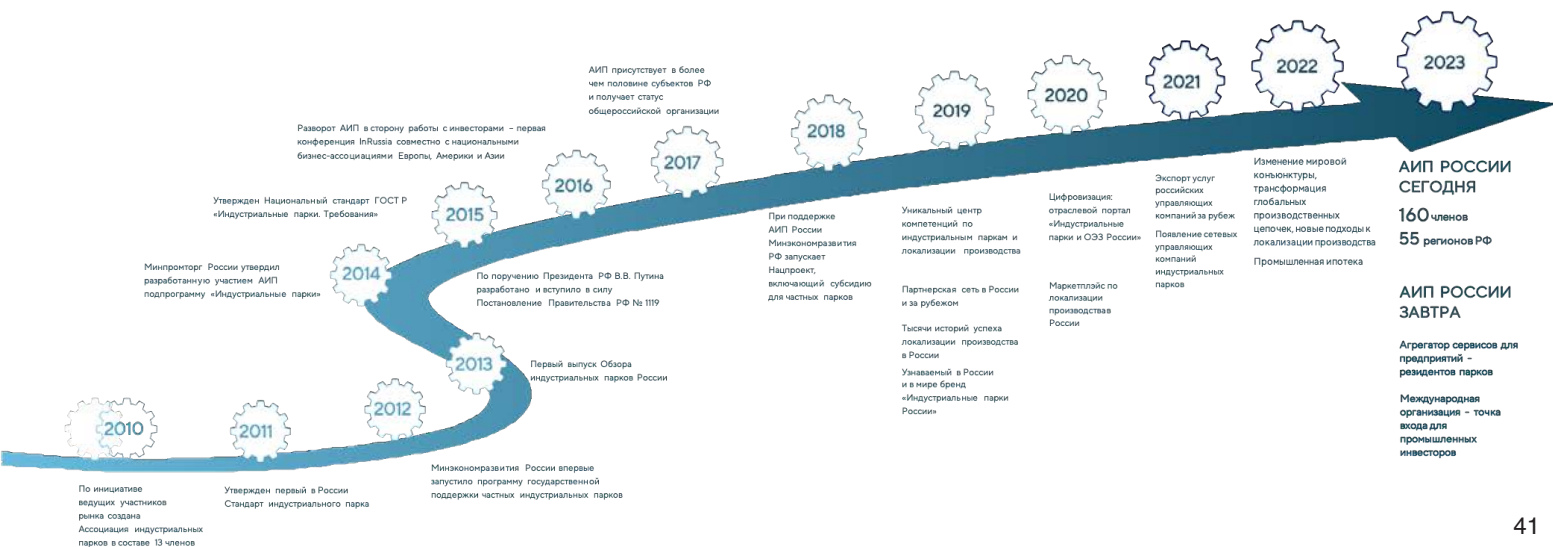 2010
По инициативе
ведущих участников
рынка создана
Ассоциация индустриальных
парков в составе 13 членов
2011
Утвержден первый в России
Стандарт индустриального парка
2012
Минэкономразвития России впервые
запустило программу государственной
поддержки частных индустриальных парков
2013
Первый выпуск Обзора
индустриальных парков России
2014
Минпромторг России утвердил
разработанную участием АИП
подпрограмму «Индустриальные парки»
2015
Утвержден Национальный стандарт ГОСТ Р
«Индустриальные парки. Требования»
По поручению Президента РФ В.В. Путина
разработано и вступило в силу
Постановление Правительства РФ № 1119
2016
Разворот АИП в сторону работы с инвесторами – первая
конференция InRussia совместно с национальными
бизнес-ассоциациями Европы, Америки и Азии
2017
АИП присутствует в более
чем половине субъектов РФ
и получает статус
общероссийской организации
2018
При поддержке
АИП России
Минэкономразвития
РФ запускает
Нацпроект,
включающий субсидию
для частных парков
2019
Уникальный центр
компетенций по
индустриальным паркам и
локализации производства
Партнерская сеть в России
и за рубежом
Тысячи историй успеха
локализации производства
в России
Узнаваемый в России
и в мире бренд
«Индустриальные парки
России»
2020
Цифровизация:
отраслевой портал
«Индустриальные
парки и ОЭЗ России»
Маркетплэйс по
локализации
производствав
России
2021
Экспорт услуг
российских
управляющих
компаний за рубеж
Появление сетевых
управляющих
компаний
индустриальных
парков
2022
Изменение мировой
конъюнктуры,
трансформация
глобальных
производственных
цепочек, новые подходы к
локализации производства
Промышленная ипотека
2023
АИП РОССИИ
СЕГОДНЯ
160 членов
55 регионов РФ
АИП РОССИИ
ЗАВТРА
Агрегатор сервисов для
предприятий –
резидентов парков
Международная
организация – точка
входа для
промышленных
инвесторов
41